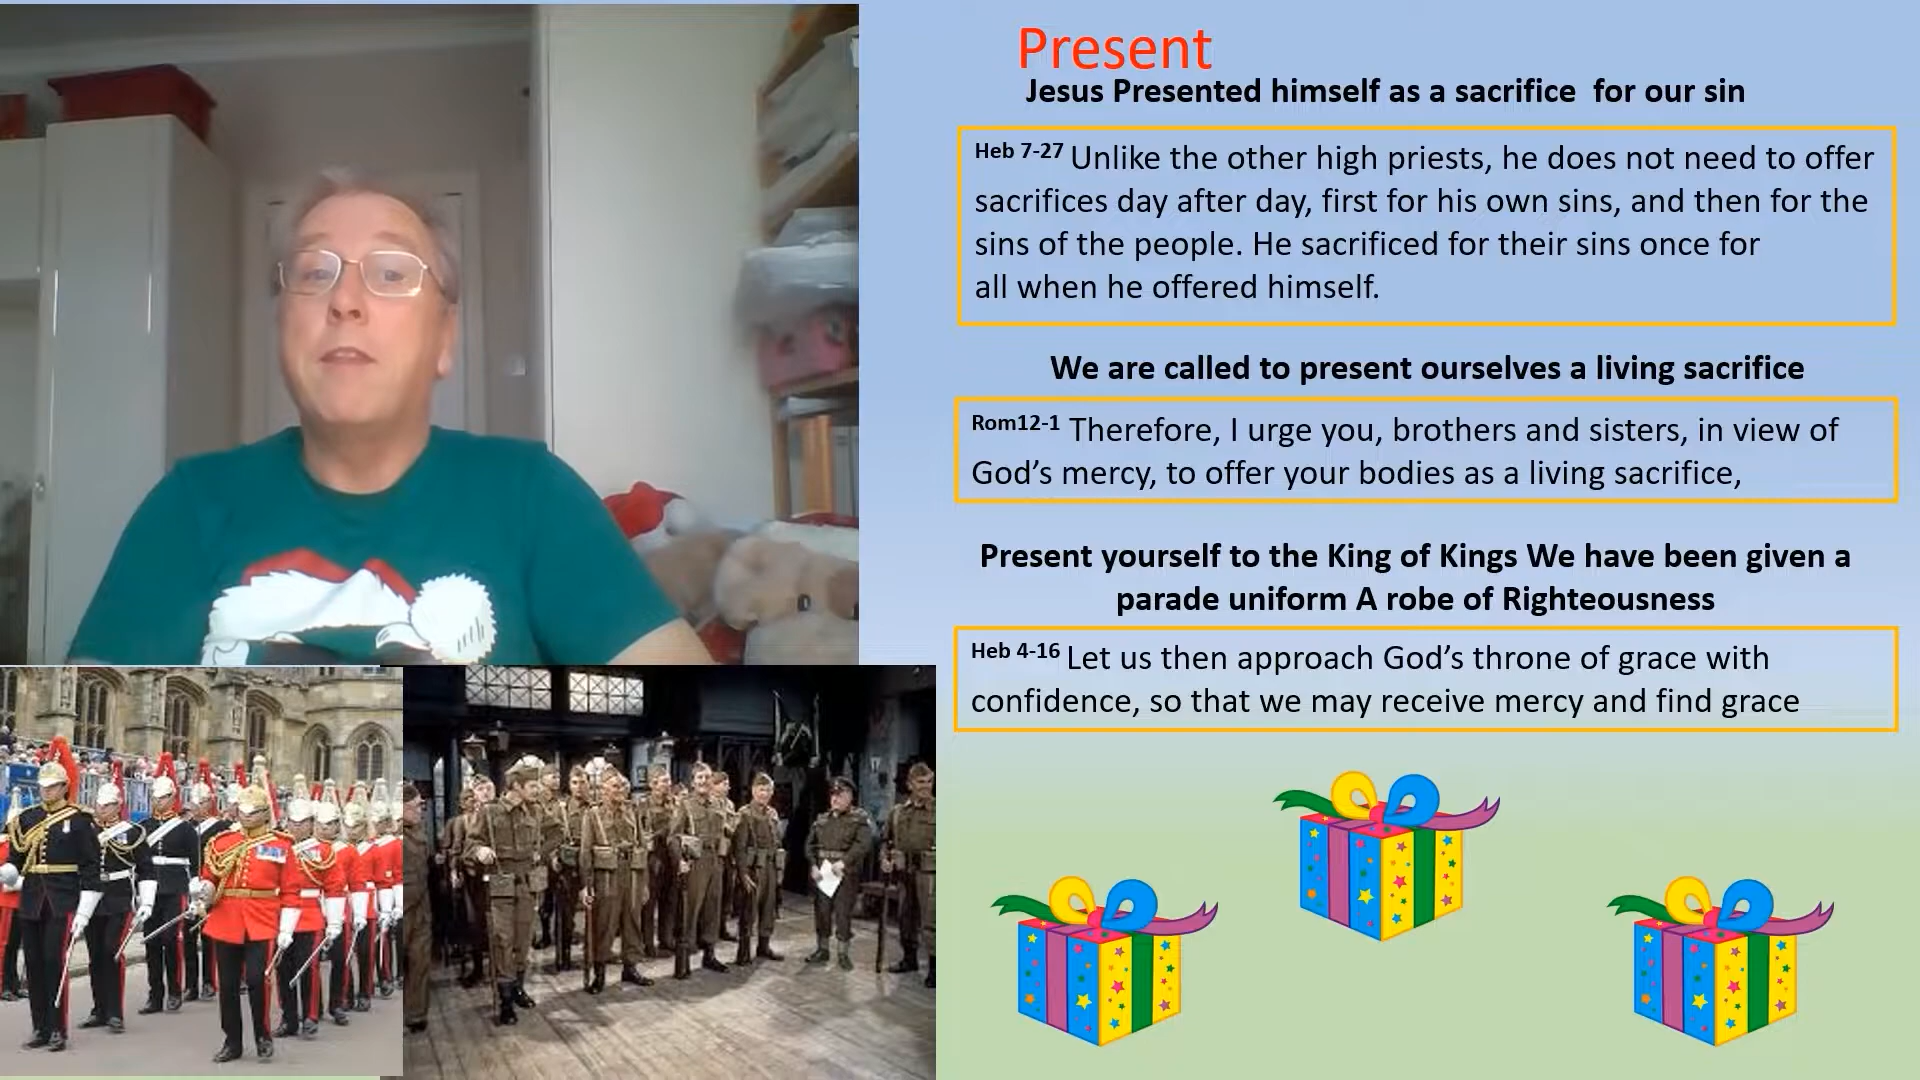 Present
Jesus Presented himself as a sacrifice for our sin
Heb 7-27 Unlike the other high priests, he does not need to offer
sacrifices day after day, first for his own sins, and then for the
sins of the people. He sacrificed for their sins once for
all when he offered himself.
We are called to present ourselves a living sacrifice
Rom12-1 Therefore, I urge you, brothers and sisters, in view of
God’s mercy, to offer your bodies as a living sacrifice,
Present yourself to the King of Kings We have been given a
parade uniform A robe of Righteousness
Heb 4-16 Let us then approach God’s throne of grace with
confidence, so that we may receive mercy and find grace